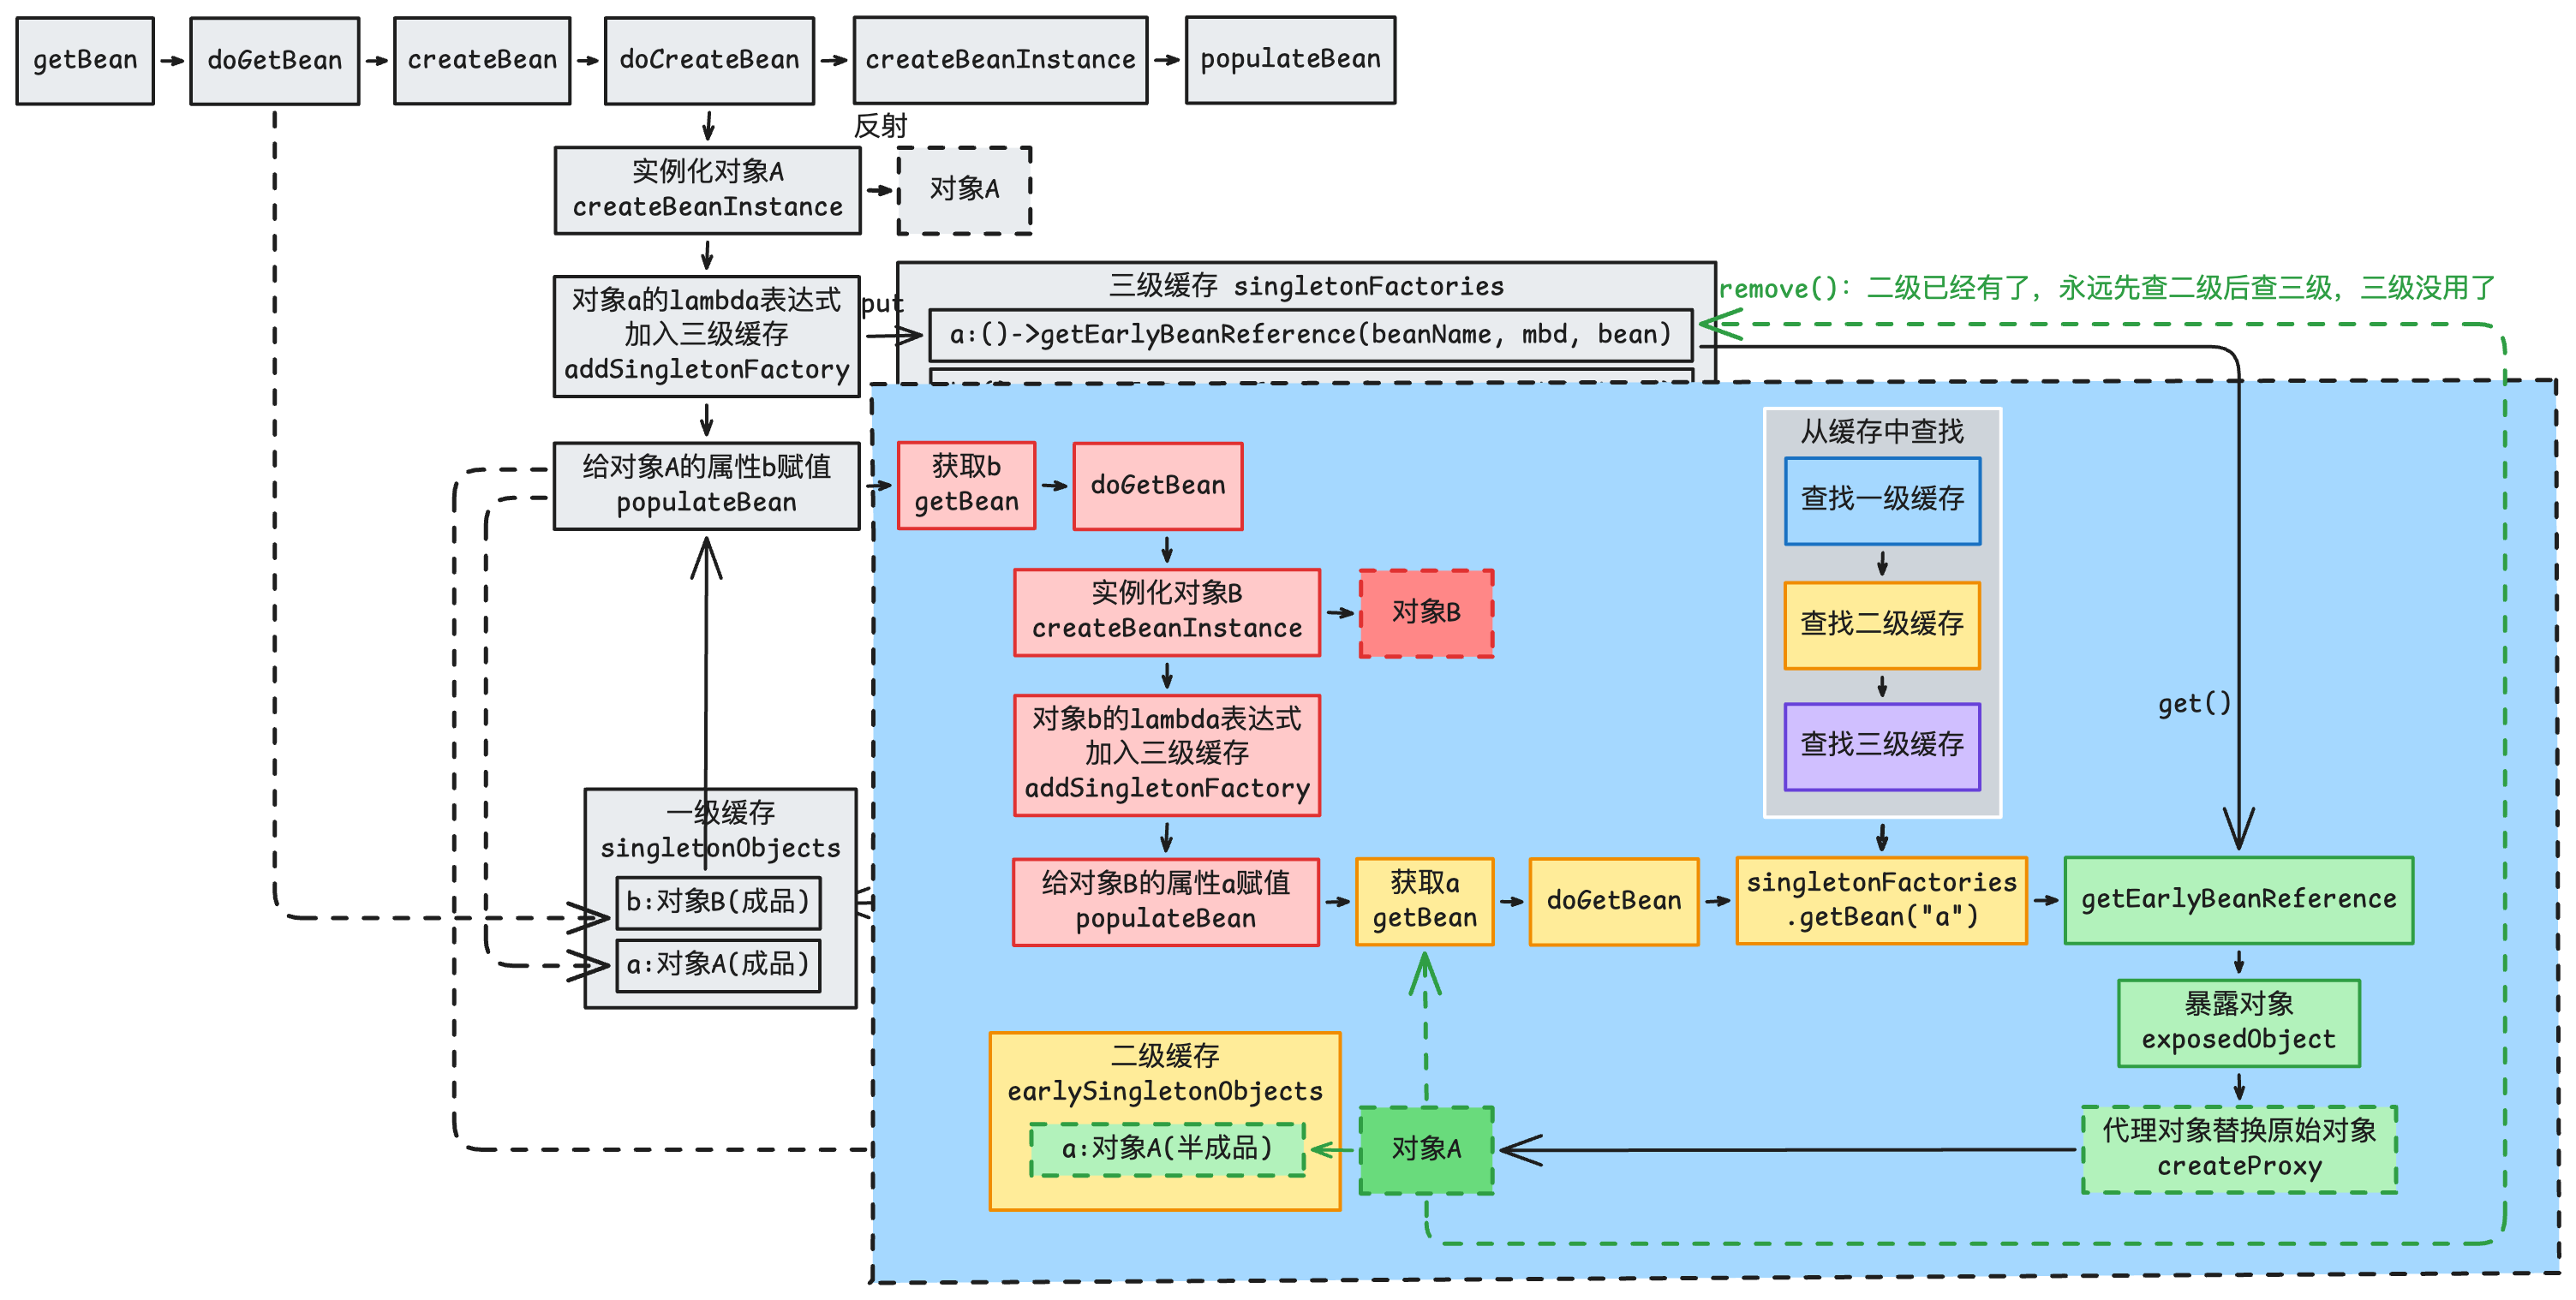 getBean
doGetBean
createBean
doCreateBean
createBeanInstance
populateBean
反射
实例化对象A
createBeanInstance
对象A
三级缓存 singletonFactories
remove(): 二级已经有了, 永远先查二级后查三级, 三级没用了
对象a的lambda表达式
加入三级缓存
addSingletonFactory
put
a:()->getEarlyBeanReference(beanName, mbd, bean)
给对象A的属性b赋值
populateBean
获取b
getBean
doGetBean
从缓存中查找
查找一级缓存
查找二级缓存
查找三级缓存
实例化对象B
createBeanInstance
对象B
对象b的lambda表达式
加入三级缓存
addSingletonFactory
get()
一级缓存
singletonObjects
b:对象B(成品)
a:对象A(成品)
给对象B的属性a赋值
populateBean
获取a
getBean
doGetBean
singletonFactories
.getBean("a")
getEarlyBeanReference
暴露对象
exposedObject
二级缓存
earlySingletonObjects
a:对象A(半成品)
对象A
代理对象替换原始对象
createProxy